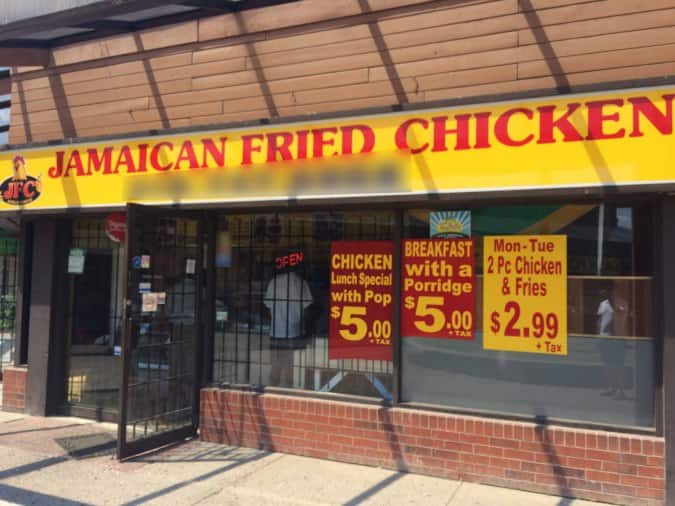 JAMAICAN FRIED CHICKEN
JFC
OPEN
CHICKEN
Lunch Special
with Pop
$5.00
+ TAX
BREAKFAST
with a
Porridge
$5.00
+ TAX
Mon - Tue
2 Pc Chicken
& Fries
$2.99
+ Tax